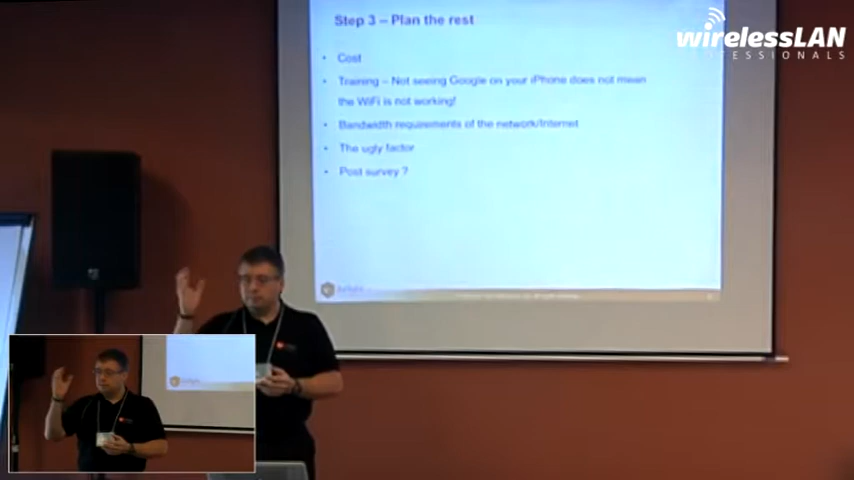 Step 3 – Plan the rest
wirelessLAN
PROFESSIONALS
• Cost
• Training – Not seeing Google on your iPhone does not mean
the WiFi is not working!
• Bandwidth requirements of the network/Internet
• The ugly factor
• Post survey ?